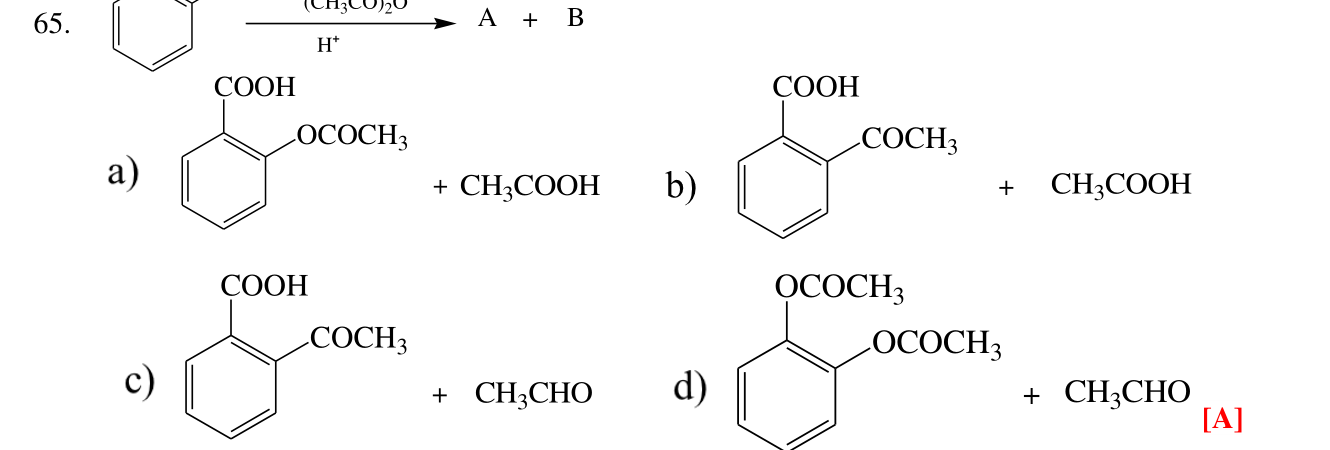 65.
(CH₃CO)₂O
A + B
H⁺
a)
COOH
OCOCH₃
+ CH₃COOH
b)
COOH
COCH₃
+ CH₃COOH
c)
COOH
COCH₃
+ CH₃CHO
d)
OCOCH₃
OCOCH₃
+ CH₃CHO
[A]